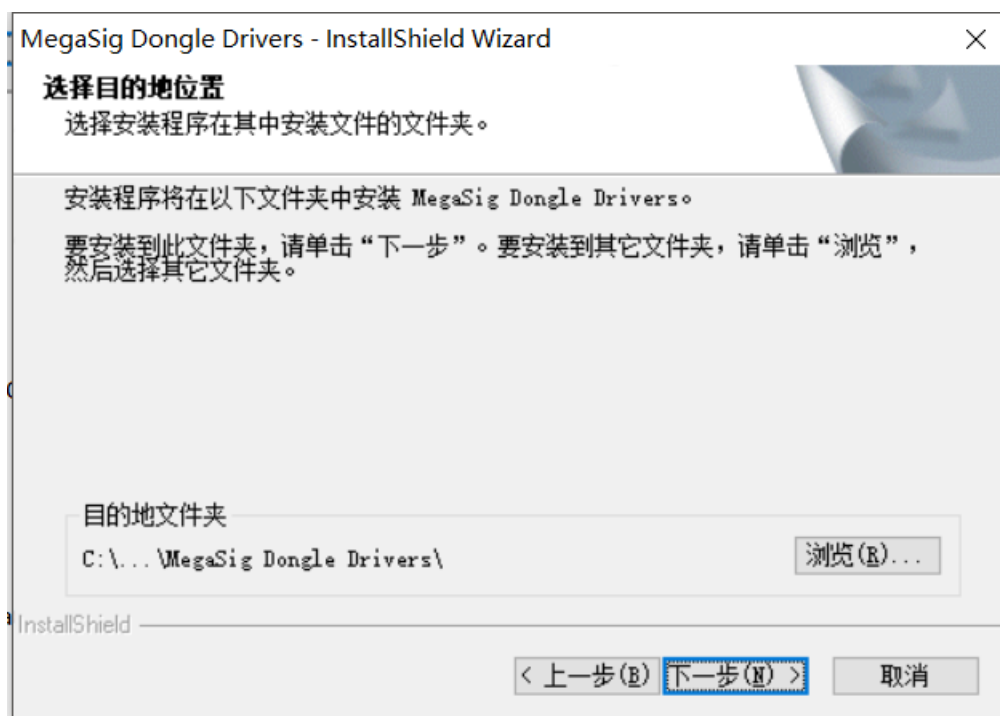 MegaSig Dongle Drivers - InstallShield Wizard
选择目的地位置
选择安装程序在其中安装文件的文件夹。
安装程序将在以下文件夹中安装 MegaSig Dongle Drivers。
要安装到此文件夹，请单击“下一步”。要安装到其它文件夹，请单击“浏览”，
然后选择其它文件夹。
目的地文件夹
C:\...\MegaSig Dongle Drivers\
浏览(R)...
InstallShield
< 上一步(B)
下一步(N) >
取消